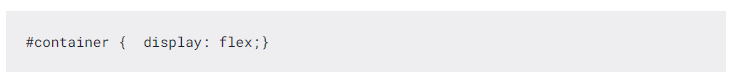 #container {  display: flex;}